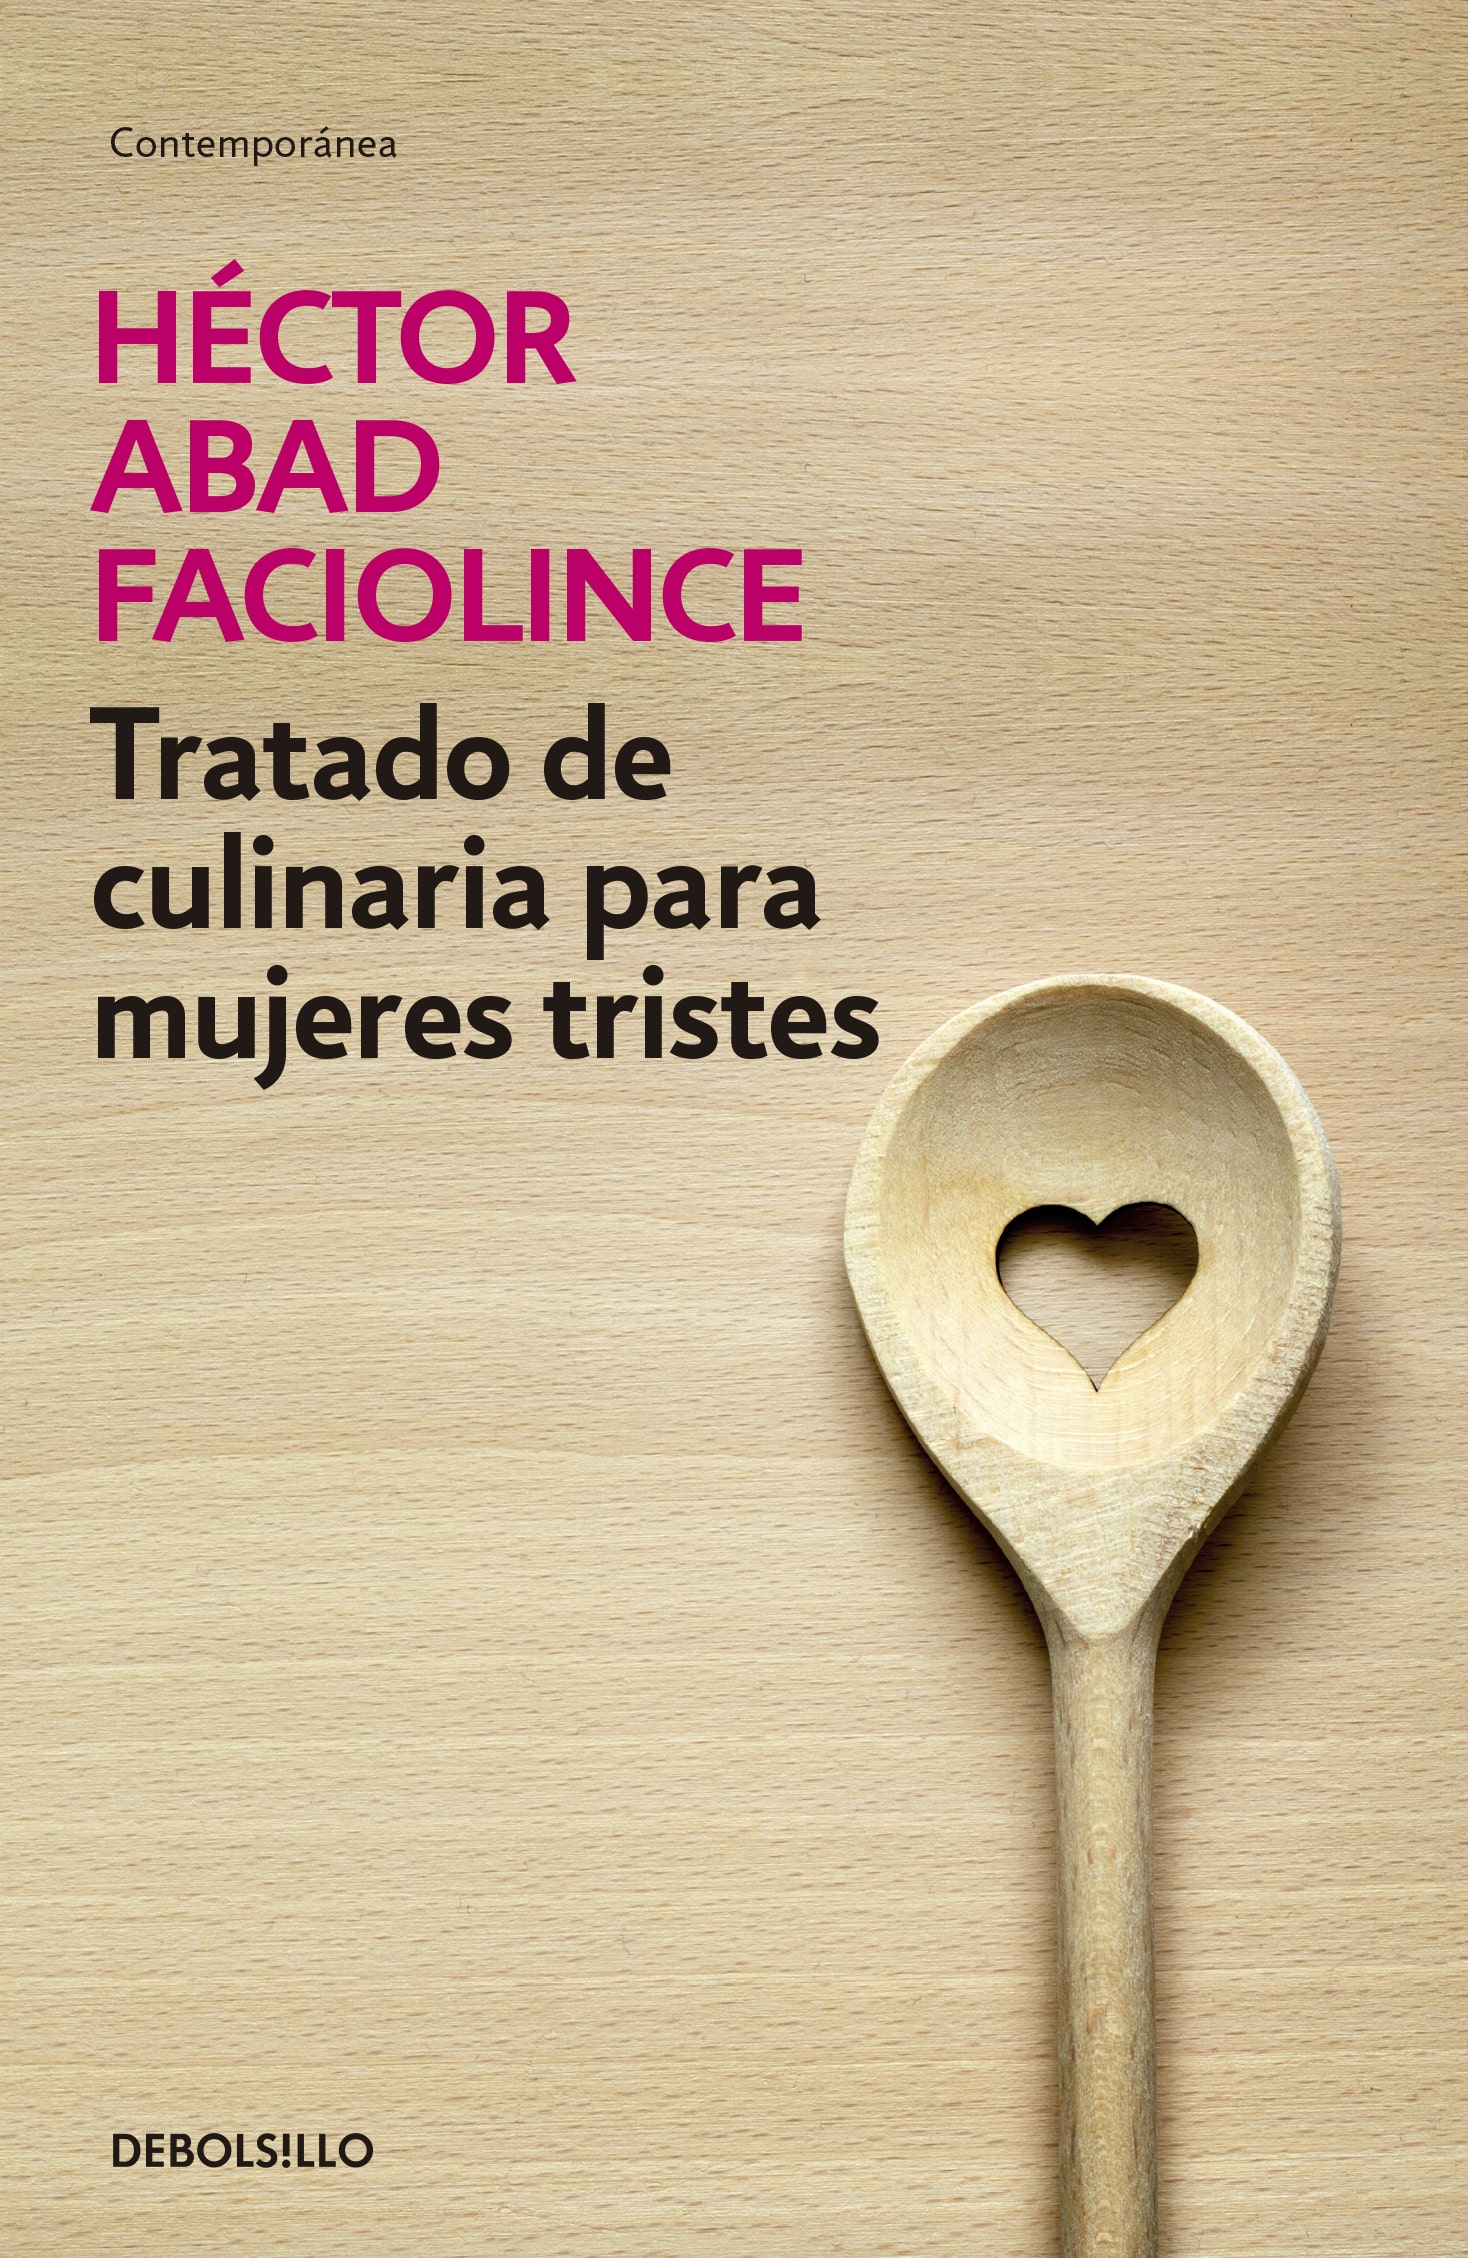 Contemporánea
HÉCTOR
ABAD
FACIOLINCE
Tratado de
culinaria para
mujeres tristes
DEBOLS!LLO